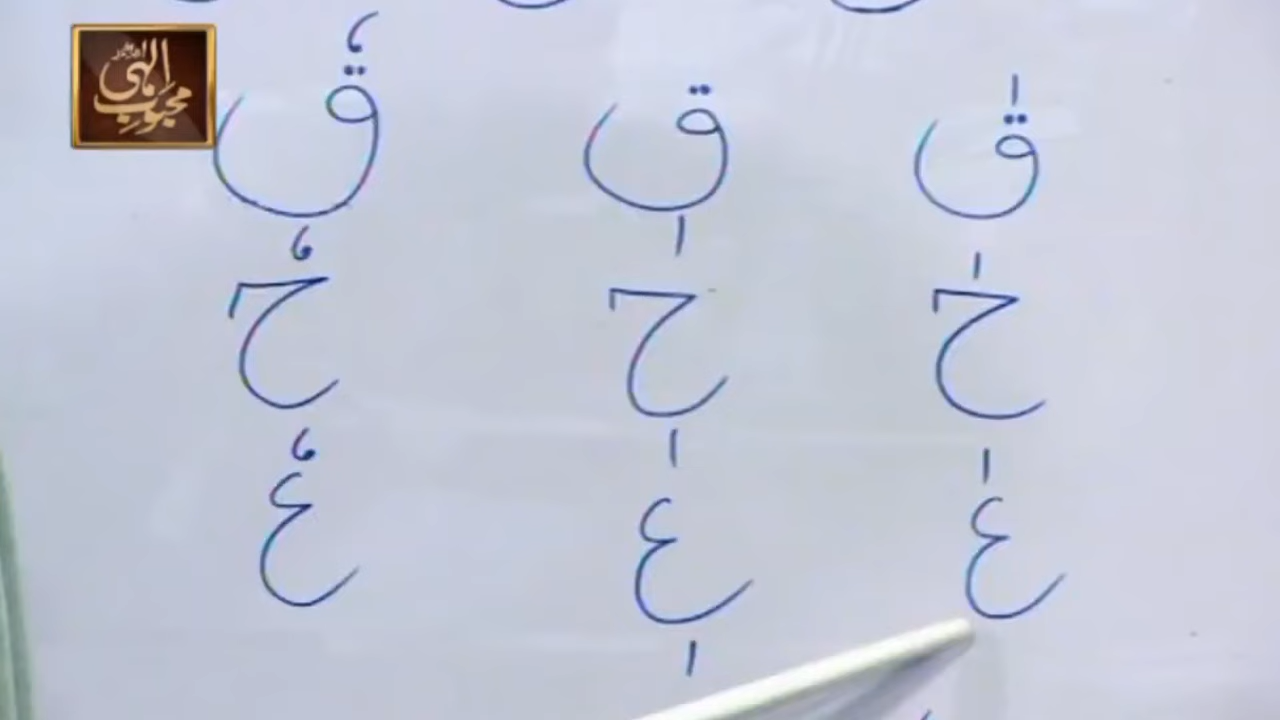 محبوبِ الٰہی
قٰ قٖ قٗ
حٰ حٖ حٗ
عٰ عٖ عٗ